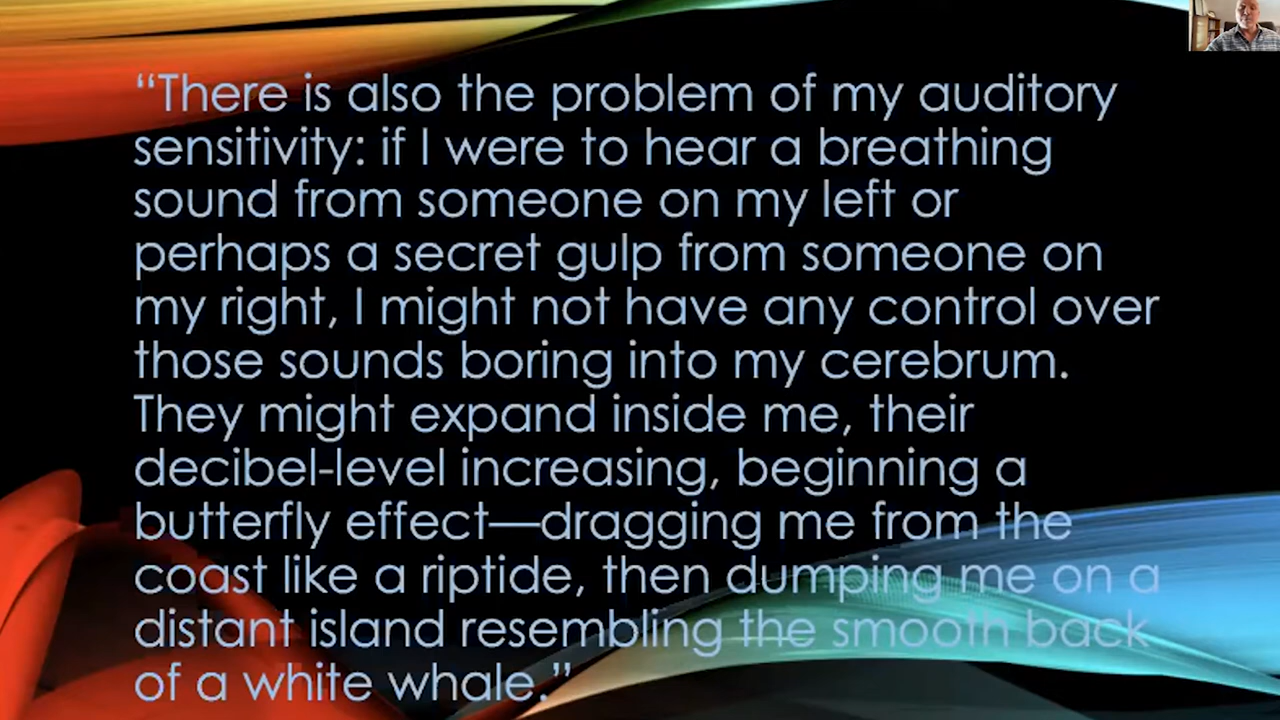 “There is also the problem of my auditory
sensitivity: if I were to hear a breathing
sound from someone on my left or
perhaps a secret gulp from someone on
my right, I might not have any control over
those sounds boring into my cerebrum.
They might expand inside me, their
decibel-level increasing, beginning a
butterfly effect—dragging me from the
coast like a riptide, then dumping me on a
distant island resembling the smooth back
of a white whale.”